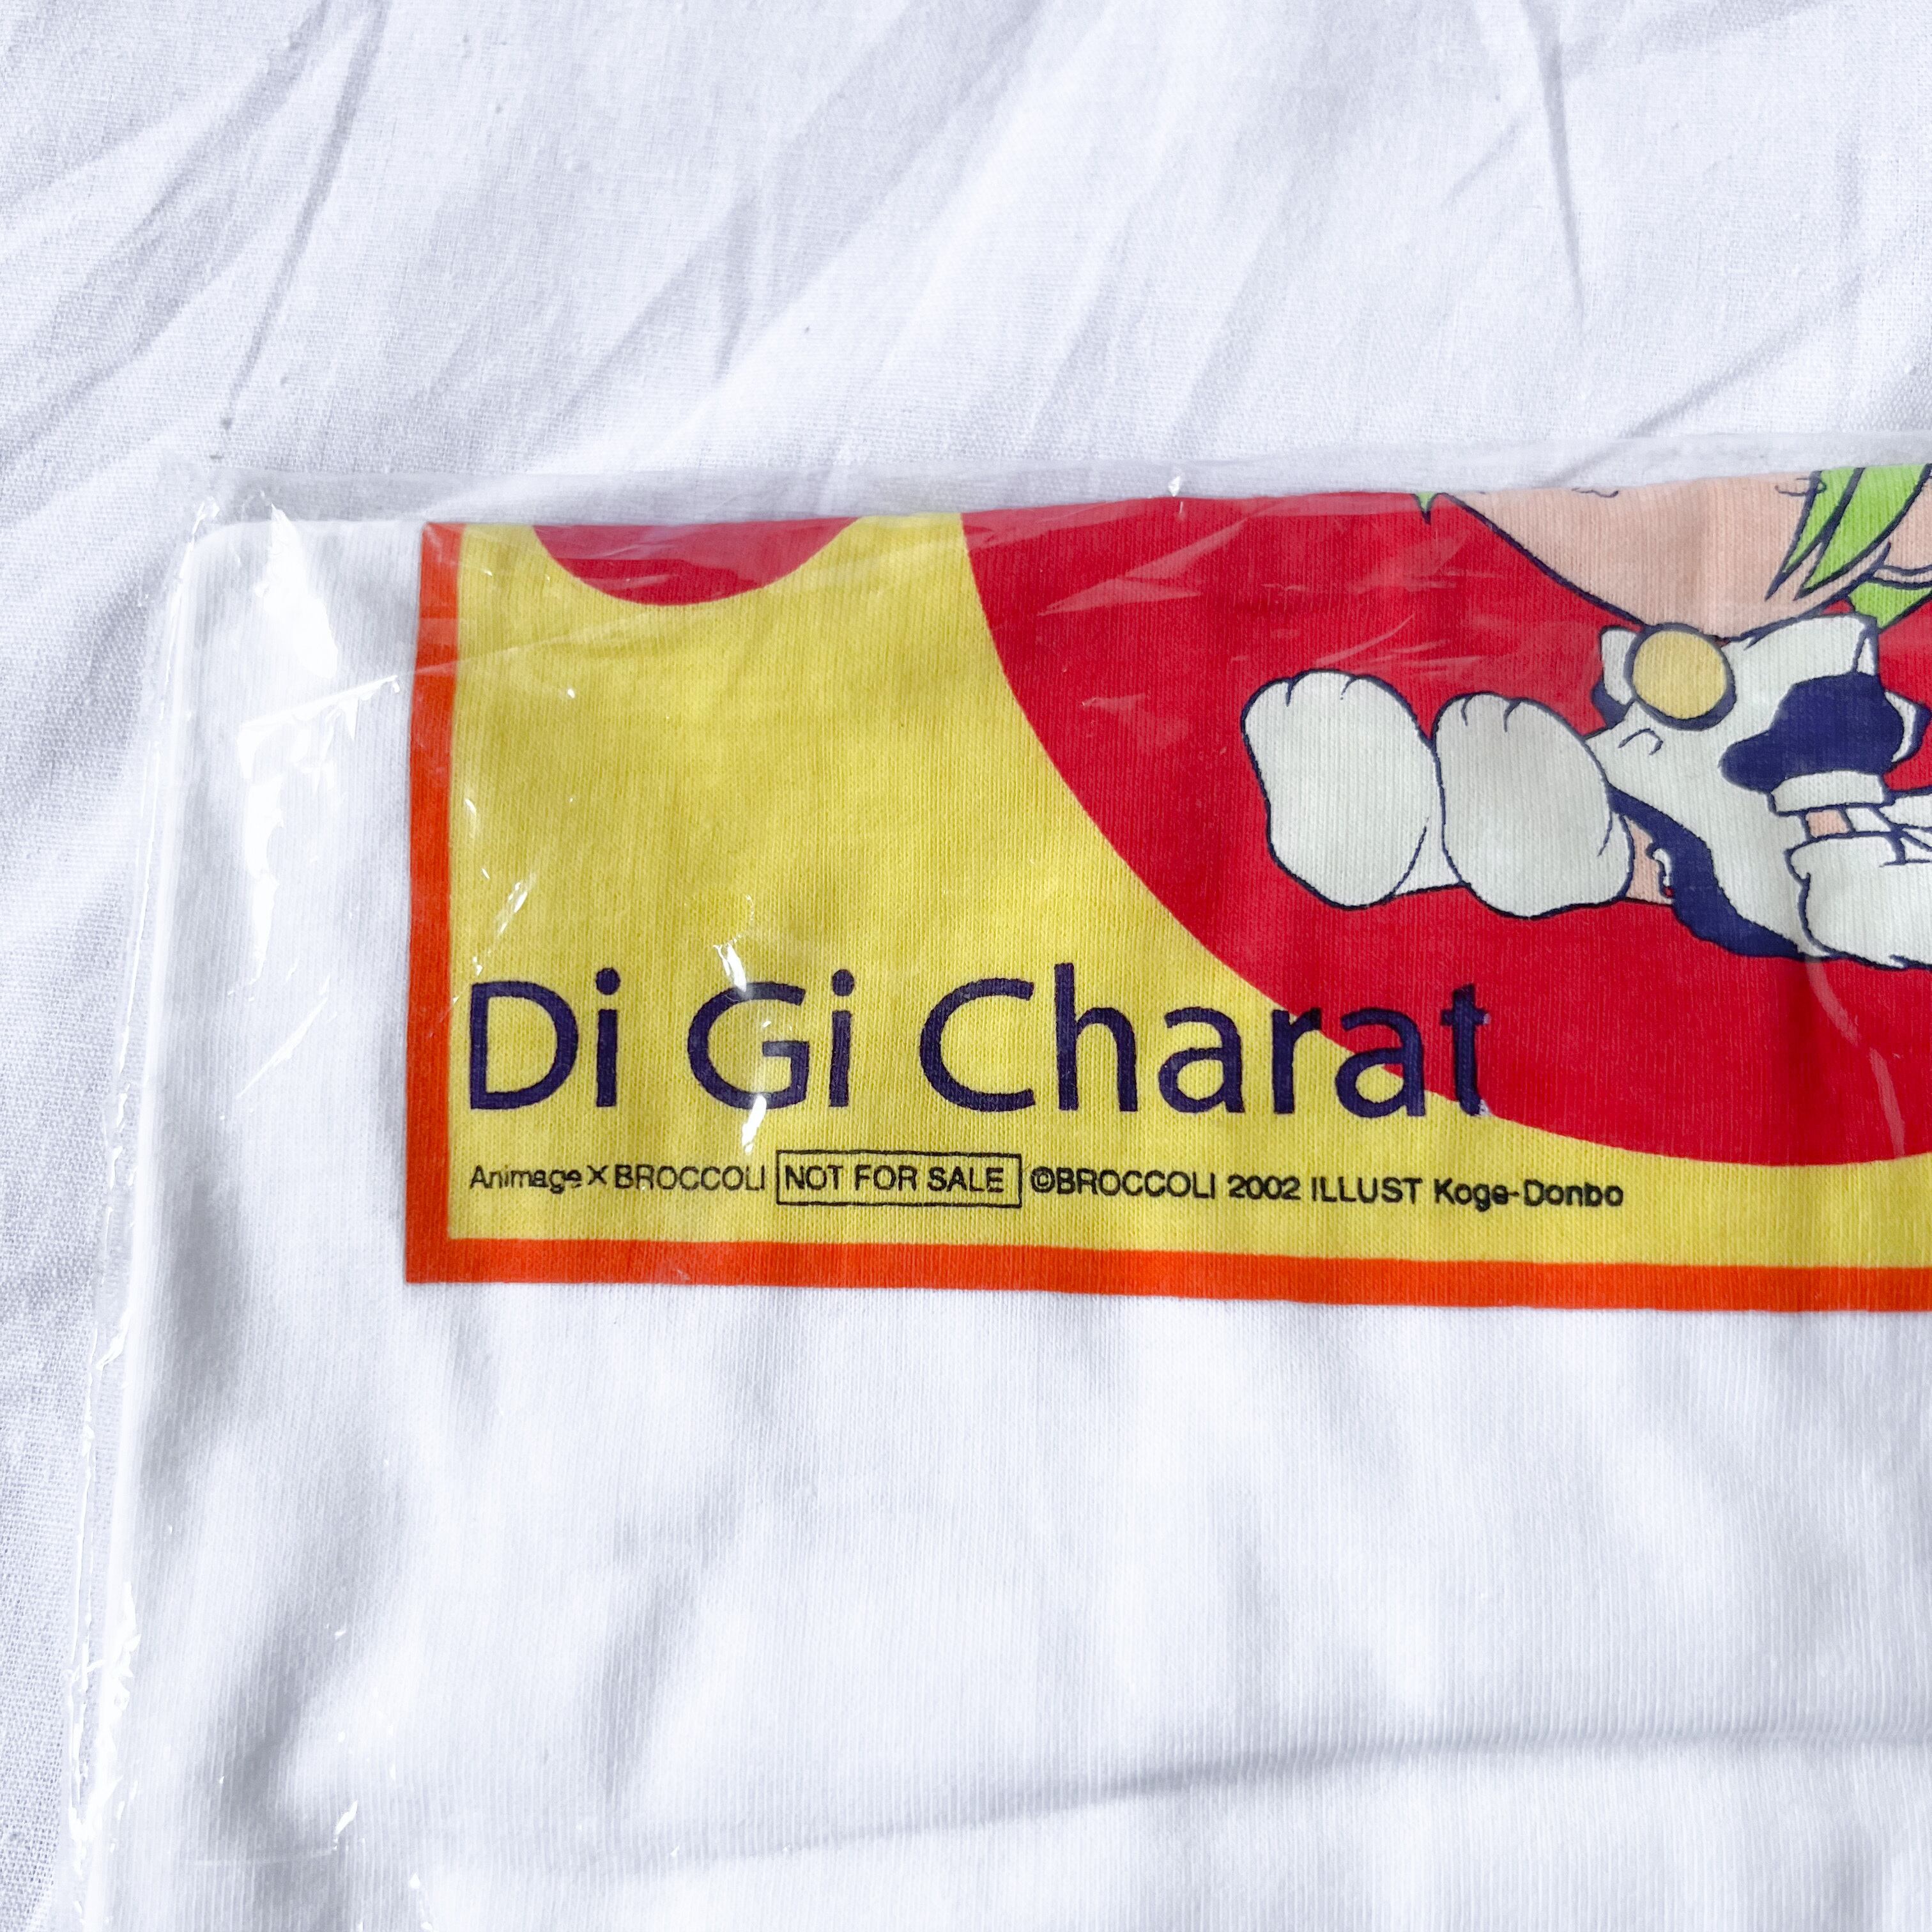 Di Gi Charat
Animage×BROCCOLI NOT FOR SALE ©BROCCOLI 2002 ILLUST Koge-Donbo